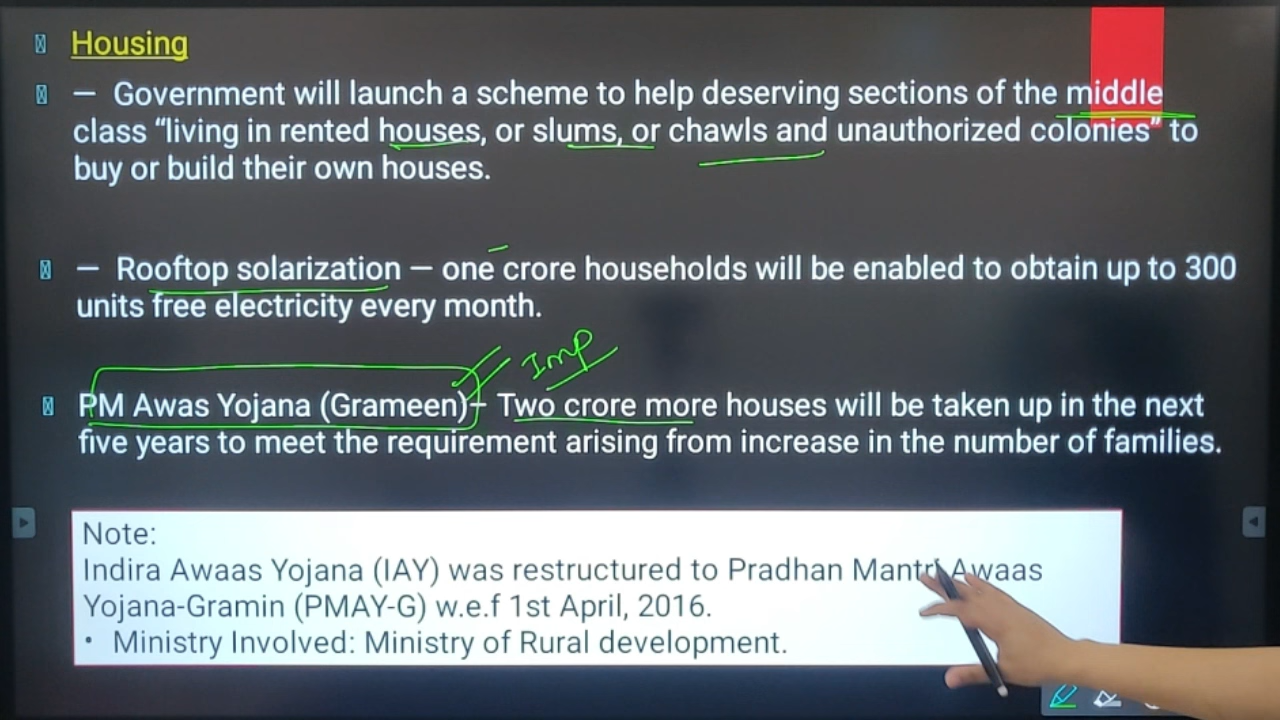 Housing
— Government will launch a scheme to help deserving sections of the middle
class “living in rented houses, or slums, or chawls and unauthorized colonies” to
buy or build their own houses.
— Rooftop solarization — one crore households will be enabled to obtain up to 300
units free electricity every month.
Imp
PM Awas Yojana (Grameen)– Two crore more houses will be taken up in the next
five years to meet the requirement arising from increase in the number of families.
Note:
Indira Awaas Yojana (IAY) was restructured to Pradhan Mantri Awaas
Yojana-Gramin (PMAY-G) w.e.f 1st April, 2016.
• Ministry Involved: Ministry of Rural development.